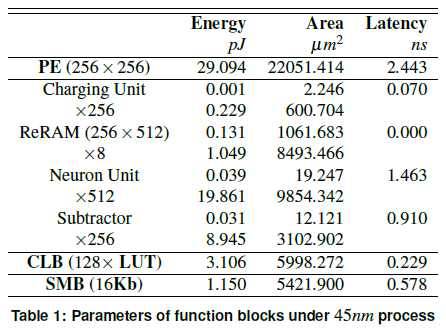 Energy Area Latency
pJ μm² ns
PE (256 × 256) 29.094 22051.414 2.443
Charging Unit 0.001 2.246 0.070
×256 0.229 600.704
ReRAM (256 × 512) 0.131 1061.683 0.000
×8 1.049 8493.466
Neuron Unit 0.039 19.247 1.463
×512 19.861 9854.342
Subtractor 0.031 12.121 0.910
×256 8.945 3102.902
CLB (128× LUT) 3.106 5998.272 0.229
SMB (16Kb) 1.150 5421.900 0.578
Table 1: Parameters of function blocks under 45nm process